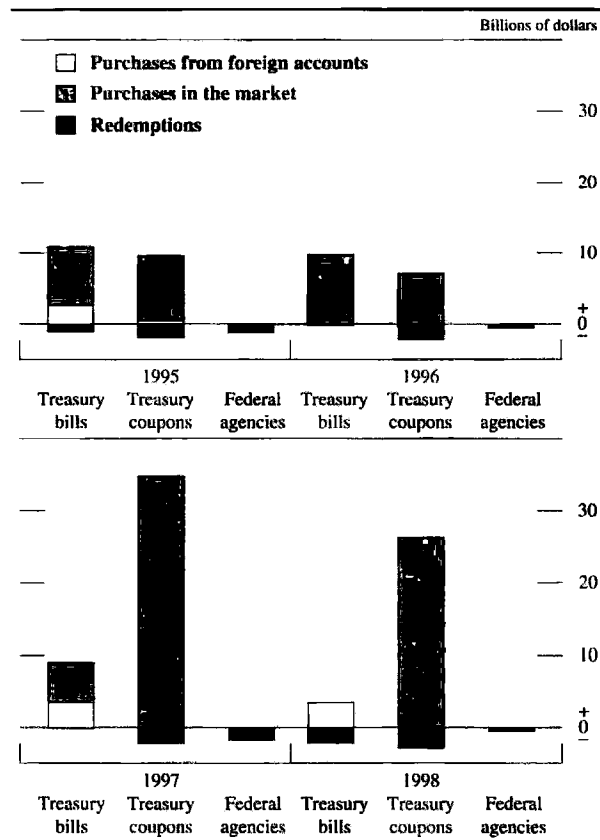 Billions of dollars
Purchases from foreign accounts
Purchases in the market
Redemptions
30
20
10
+
0
–
1995 1996
Treasury Treasury Federal Treasury Treasury Federal
bills coupons agencies bills coupons agencies
30
20
10
+
0
–
1997 1998
Treasury Treasury Federal Treasury Treasury Federal
bills coupons agencies bills coupons agencies